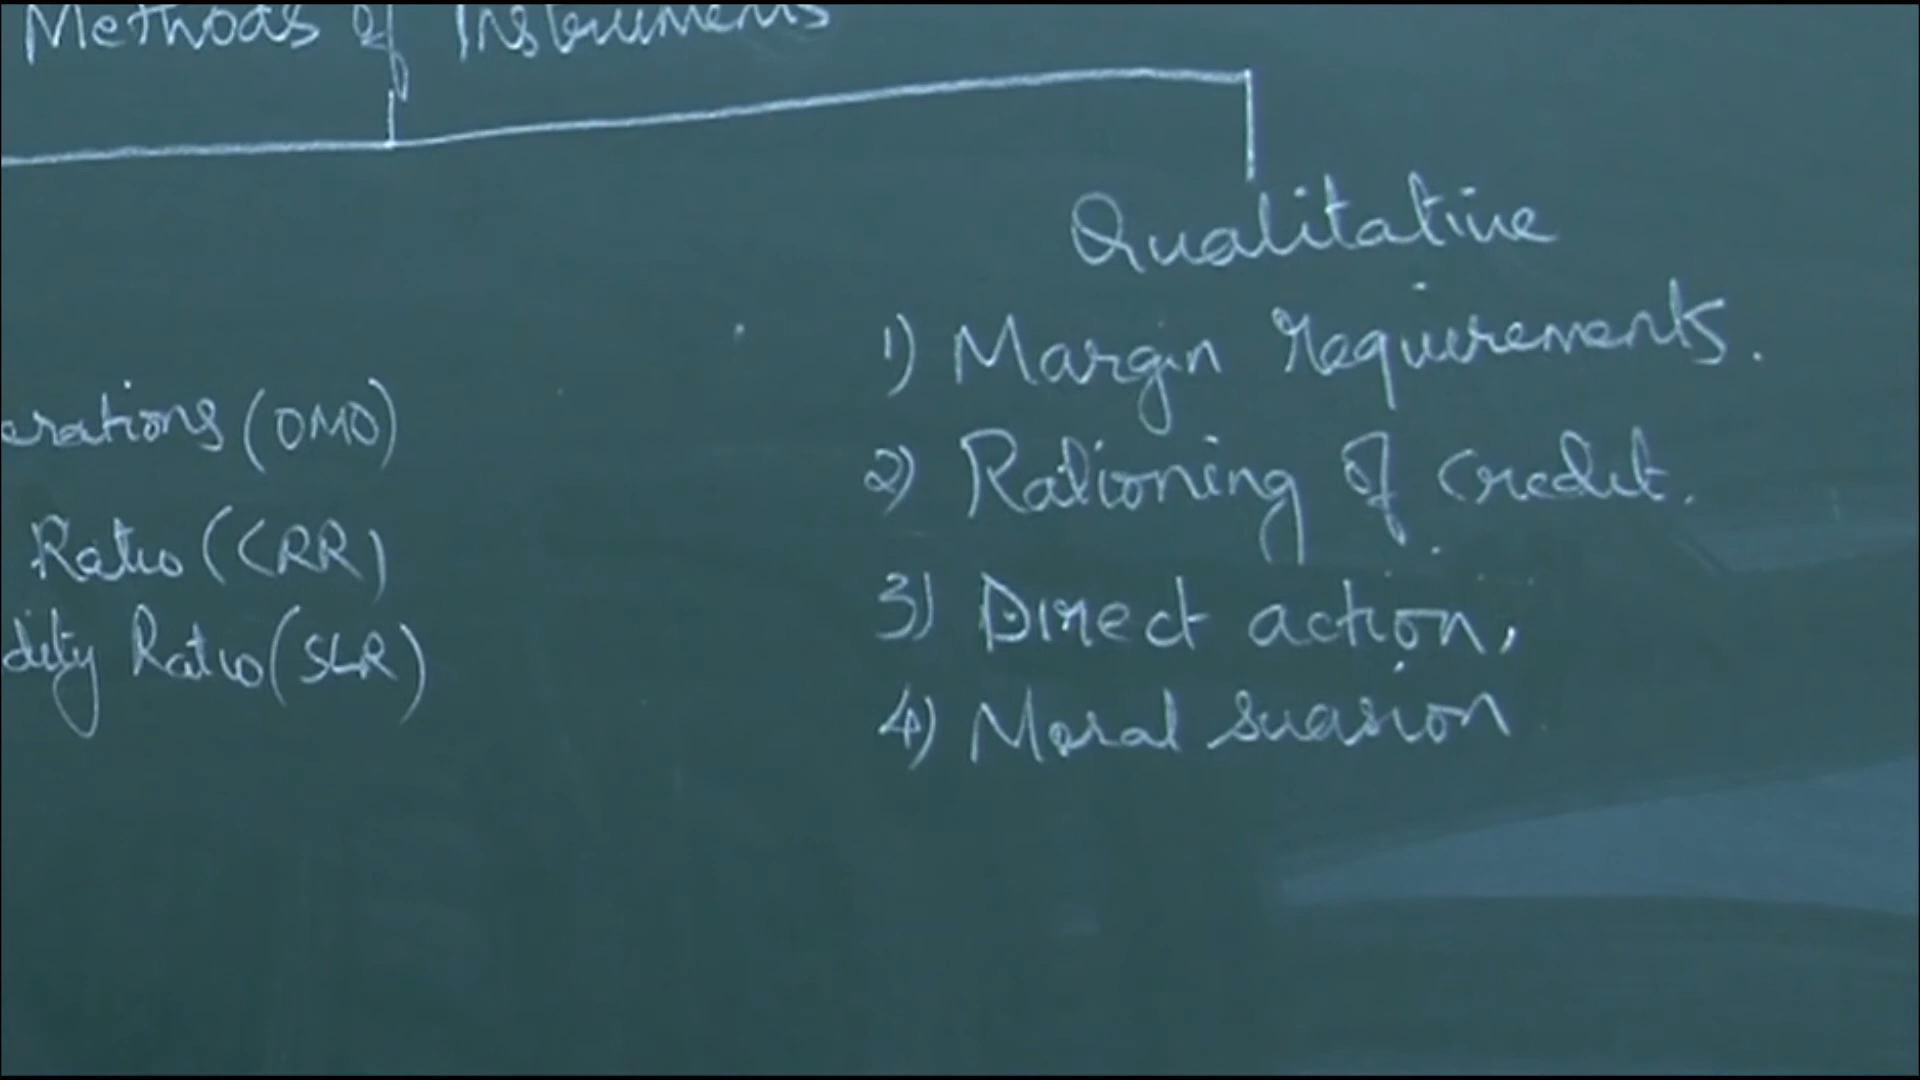 Methods of Instruments
Qualitative
1) Margin requirements.
2) Rationing of credit.
3) Direct action,
4) Moral suasion
erations (OMO)
Ratio (CRR)
dity Ratio (SLR)